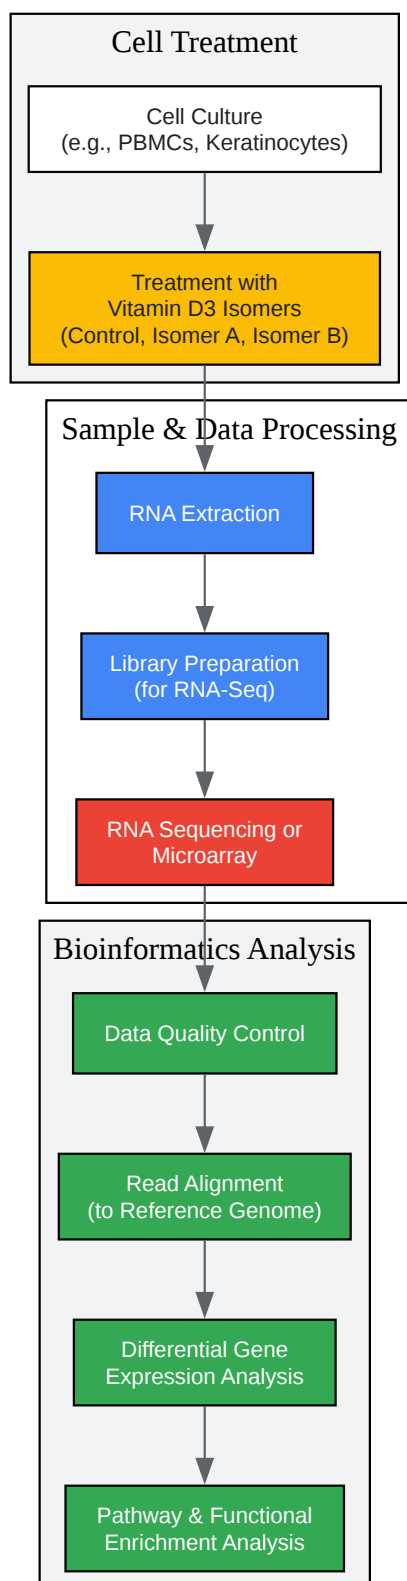 Cell Treatment
Cell Culture
(e.g., PBMCs, Keratinocytes)
Treatment with
Vitamin D3 Isomers
(Control, Isomer A, Isomer B)
Sample & Data Processing
RNA Extraction
Library Preparation
(for RNA-Seq)
RNA Sequencing or
Microarray
Bioinformatics Analysis
Data Quality Control
Read Alignment
(to Reference Genome)
Differential Gene
Expression Analysis
Pathway & Functional
Enrichment Analysis